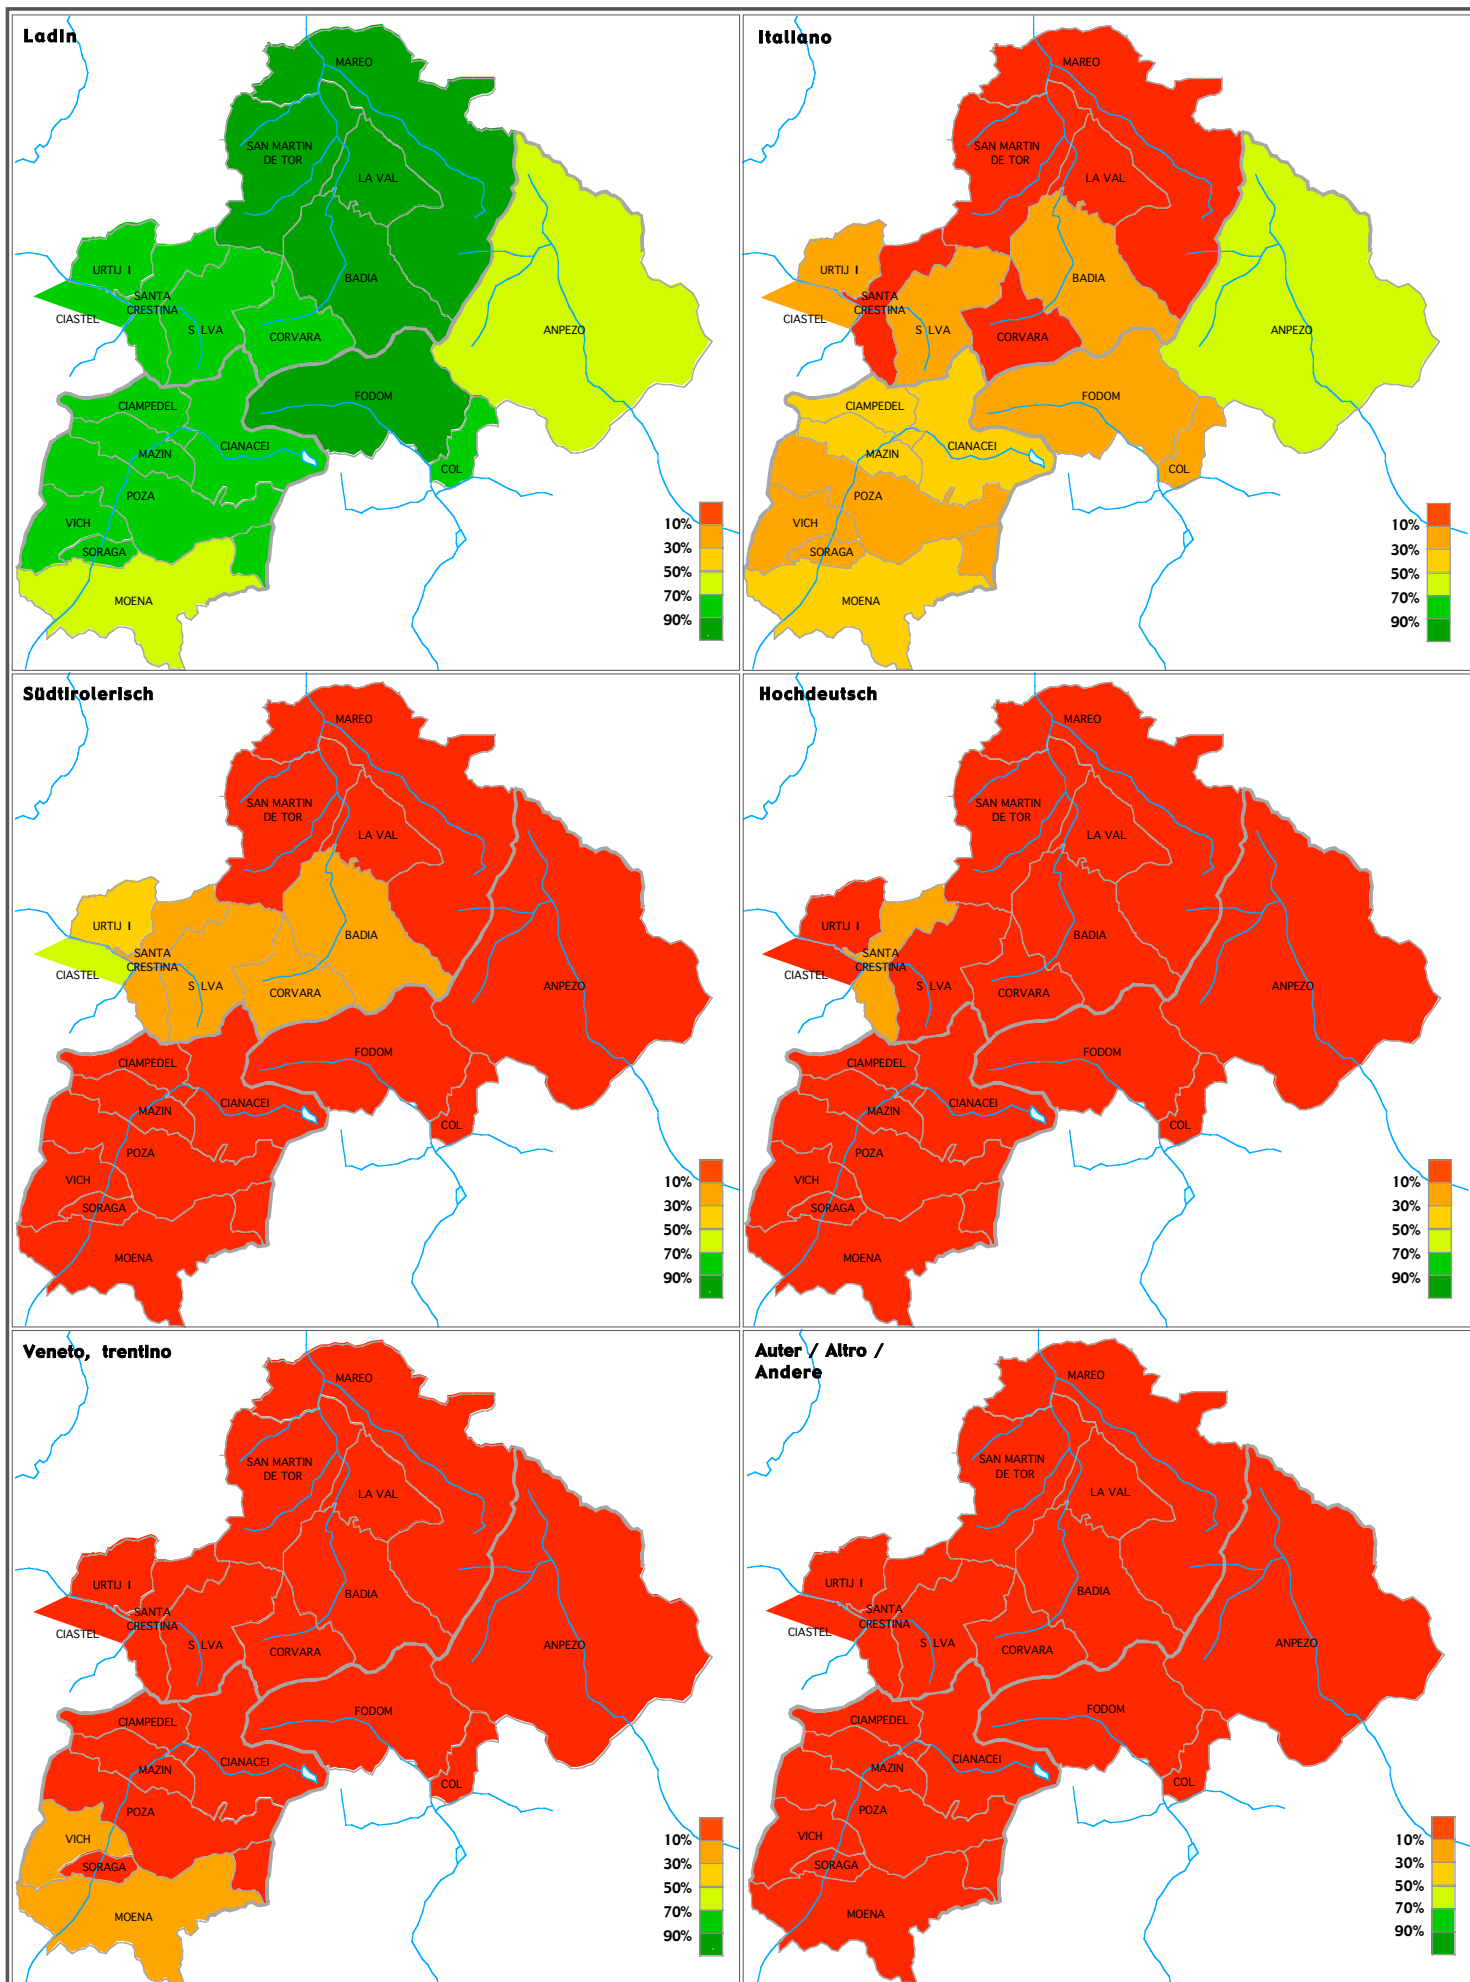 Ladin
MAREO
SAN MARTIN
DE TOR
LA VAL
URTIJ I
SANTA
CRESTINA
CIASTEL
S LVA
BADIA
CORVARA
ANPEZO
FODOM
CIAMPEDEL
CIANACEI
MAZIN
COL
POZA
VICH
SORAGA
MOENA
10%
30%
50%
70%
90%
Italiano
MAREO
SAN MARTIN
DE TOR
LA VAL
URTIJ I
SANTA
CRESTINA
CIASTEL
S LVA
BADIA
CORVARA
ANPEZO
FODOM
CIAMPEDEL
CIANACEI
MAZIN
COL
POZA
VICH
SORAGA
MOENA
10%
30%
50%
70%
90%
Südtirolerisch
MAREO
SAN MARTIN
DE TOR
LA VAL
URTIJ I
SANTA
CRESTINA
CIASTEL
S LVA
BADIA
CORVARA
ANPEZO
FODOM
CIAMPEDEL
CIANACEI
MAZIN
COL
POZA
VICH
SORAGA
MOENA
10%
30%
50%
70%
90%
Hochdeutsch
MAREO
SAN MARTIN
DE TOR
LA VAL
URTIJ I
SANTA
CRESTINA
CIASTEL
S LVA
BADIA
CORVARA
ANPEZO
FODOM
CIAMPEDEL
CIANACEI
MAZIN
COL
POZA
VICH
SORAGA
MOENA
10%
30%
50%
70%
90%
Veneto, trentino
MAREO
SAN MARTIN
DE TOR
LA VAL
URTIJ I
SANTA
CRESTINA
CIASTEL
S LVA
BADIA
CORVARA
ANPEZO
FODOM
CIAMPEDEL
CIANACEI
MAZIN
COL
POZA
VICH
SORAGA
MOENA
10%
30%
50%
70%
90%
Auter / Altro /
Andere
MAREO
SAN MARTIN
DE TOR
LA VAL
URTIJ I
SANTA
CRESTINA
CIASTEL
S LVA
BADIA
CORVARA
ANPEZO
FODOM
CIAMPEDEL
CIANACEI
MAZIN
COL
POZA
VICH
SORAGA
MOENA
10%
30%
50%
70%
90%